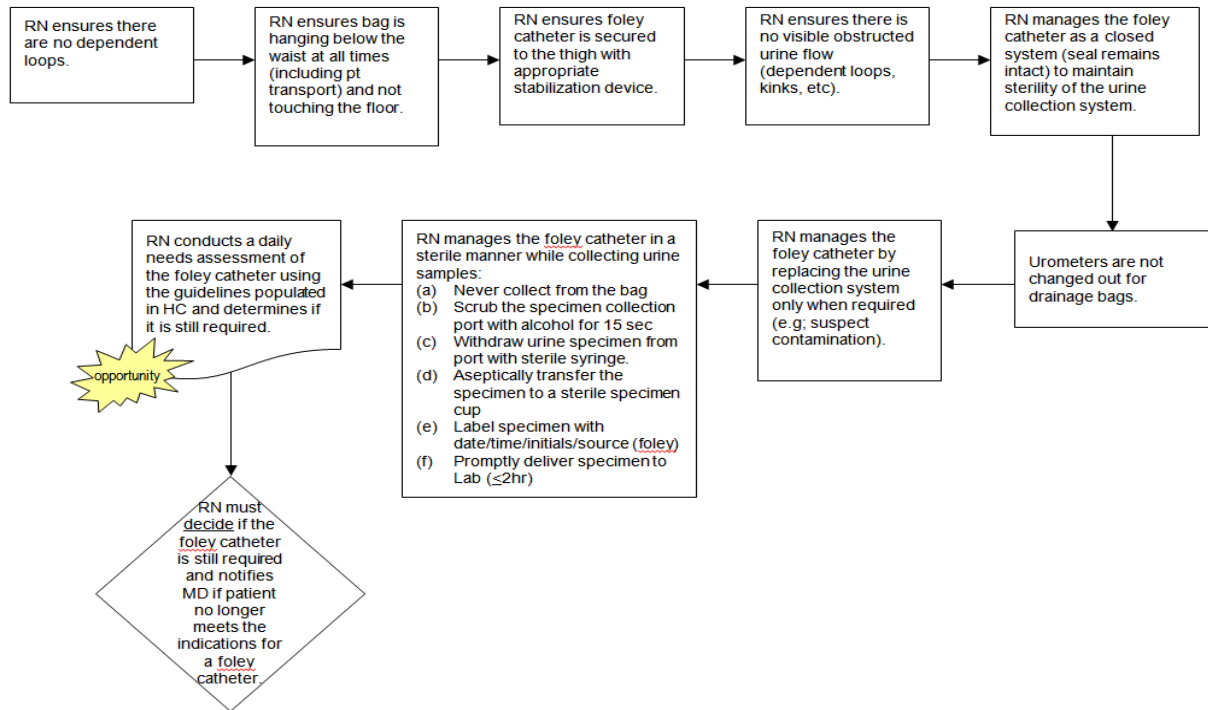 RN ensures there
are no dependent
loops.
RN ensures bag is
hanging below the
waist at all times
(including pt
transport) and not
touching the floor.
RN ensures foley
catheter is secured
to the thigh with
appropriate
stabilization device.
RN ensures there is
no visible obstructed
urine flow
(dependent loops,
kinks, etc).
RN manages the foley
catheter as a closed
system (seal remains
intact) to maintain
sterility of the urine
collection system.
Urometers are not
changed out for
drainage bags.
RN manages the
foley catheter by
replacing the urine
collection system
only when required
(e.g; suspect
contamination).
RN manages the foley catheter in a
sterile manner while collecting urine
samples:
(a) Never collect from the bag
(b) Scrub the specimen collection
port with alcohol for 15 sec
(c) Withdraw urine specimen from
port with sterile syringe.
(d) Aseptically transfer the
specimen to a sterile specimen
cup
(e) Label specimen with
date/time/initials/source (foley)
(f) Promptly deliver specimen to
Lab (≤2hr)
RN conducts a daily
needs assessment of
the foley catheter using
the guidelines populated
in HC and determines if
it is still required.
opportunity
RN must
decide if the
foley catheter
is still required
and notifies
MD if patient
no longer
meets the
indications for
a foley
catheter.